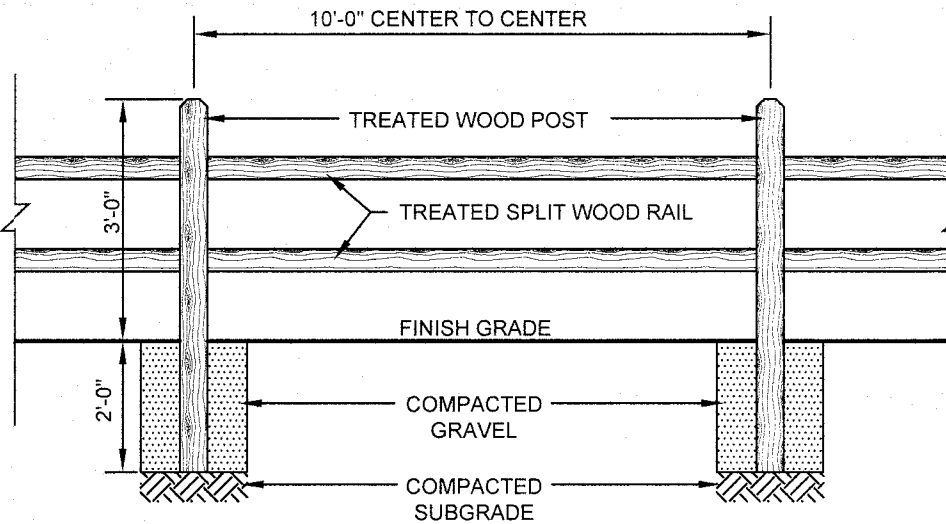 10'-0" CENTER TO CENTER
TREATED WOOD POST
3'-0"
TREATED SPLIT WOOD RAIL
FINISH GRADE
2'-0"
COMPACTED
GRAVEL
COMPACTED
SUBGRADE